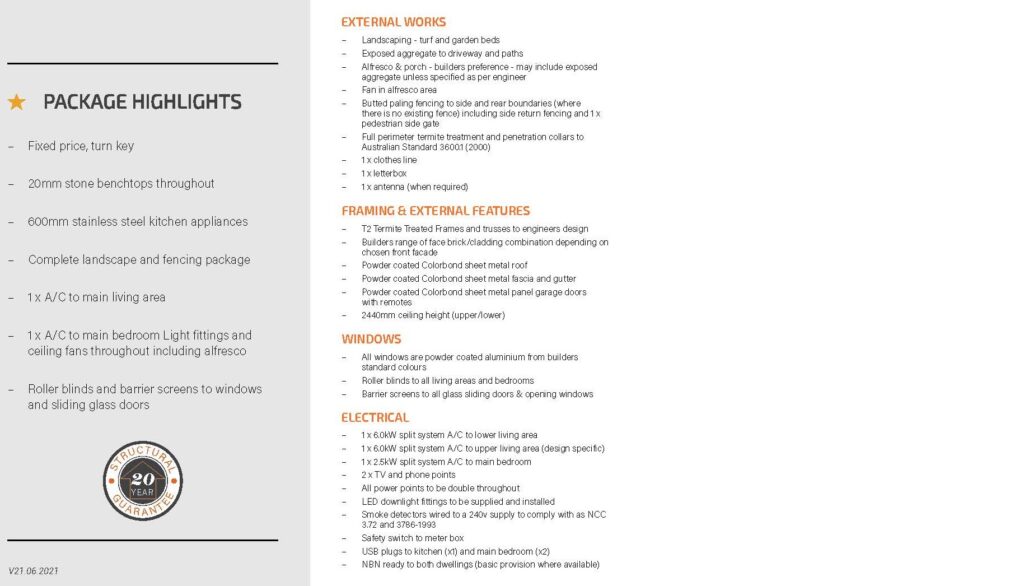 PACKAGE HIGHLIGHTS
– Fixed price, turn key
– 20mm stone benchtops throughout
– 600mm stainless steel kitchen appliances
– Complete landscape and fencing package
– 1 x A/C to main living area
– 1 x A/C to main bedroom Light fittings and
ceiling fans throughout including alfresco
– Roller blinds and barrier screens to windows
and sliding glass doors
STRUCTURAL
20
YEAR
GUARANTEE
V21.06.2021
EXTERNAL WORKS
– Landscaping - turf and garden beds
– Exposed aggregate to driveway and paths
– Alfresco & porch - builders preference - may include exposed
aggregate unless specified as per engineer
– Fan in alfresco area
– Butted paling fencing to side and rear boundaries (where
there is no existing fence) including side return fencing and 1 x
pedestrian side gate
– Full perimeter termite treatment and penetration collars to
Australian Standard 3600.1 (2000)
– 1 x clothes line
– 1 x letterbox
– 1 x antenna (when required)
FRAMING & EXTERNAL FEATURES
– T2 Termite Treated Frames and trusses to engineers design
– Builders range of face brick/cladding combination depending on
chosen front facade
– Powder coated Colorbond sheet metal roof
– Powder coated Colorbond sheet metal fascia and gutter
– Powder coated Colorbond sheet metal panel garage doors
with remotes
– 2440mm ceiling height (upper/lower)
WINDOWS
– All windows are powder coated aluminium from builders
standard colours
– Roller blinds to all living areas and bedrooms
– Barrier screens to all glass sliding doors & opening windows
ELECTRICAL
– 1 x 6.0kW split system A/C to lower living area
– 1 x 6.0kW split system A/C to upper living area (design specific)
– 1 x 2.5kW split system A/C to main bedroom
– 2 x TV and phone points
– All power points to be double throughout
– LED downlight fittings to be supplied and installed
– Smoke detectors wired to a 240v supply to comply with as NCC
3.72 and 3786-1993
– Safety switch to meter box
– USB plugs to kitchen (x1) and main bedroom (x2)
– NBN ready to both dwellings (basic provision where available)